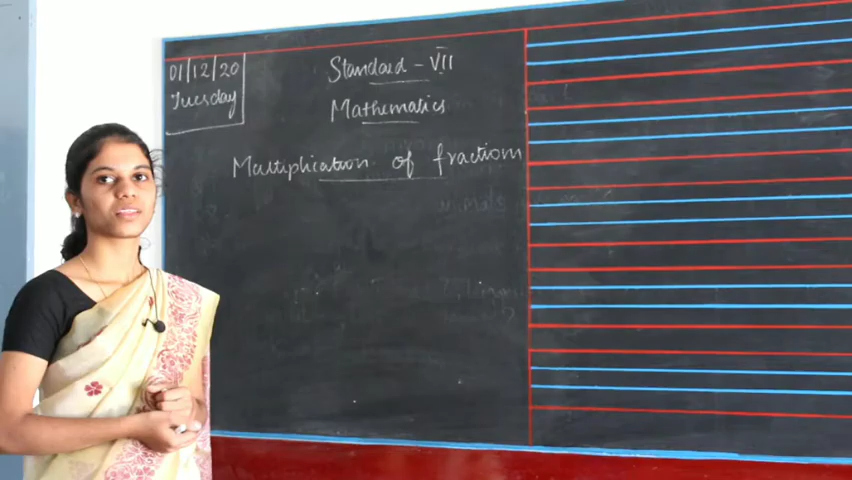 01/12/20
Tuesday
Standard - VII
Mathematics
Multiplication of fractions